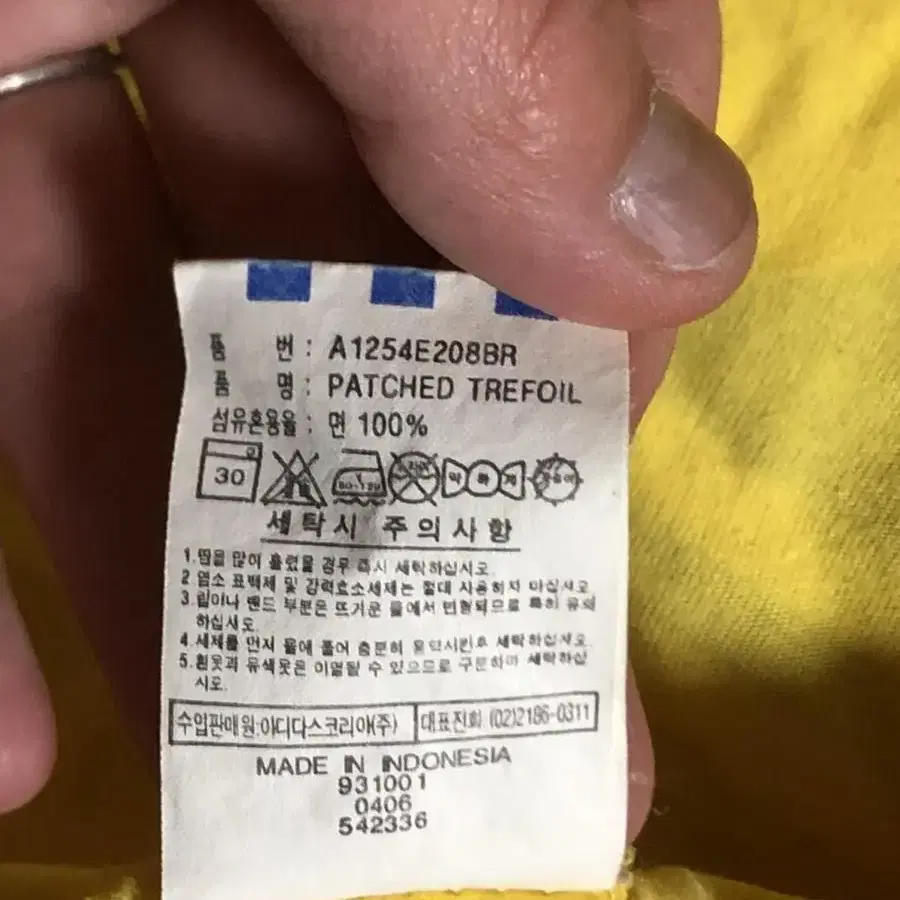 품 번 : A1254E208BR
품 명 : PATCHED TREFOIL
섬유혼용율 : 면 100%
30 80-120 약하게
세탁시 주의사항
1.땀을 많이 흘렸을 경우 즉시 세탁하십시오.
2 염소 표백제 및 강력효소세제는 절대 사용하지 마십시오.
3.립이나 밴드 부분은 뜨거운 물에서 변형되므로 특히 유의
하십시오.
4.세제를 먼저 물에 풀어 충분히 용약시킨후 세탁하십시오.
5.흰옷과 유색옷은 이염될 수 있으므로 구분하며 세탁하십
시오.
수입판매원:아디다스코리아(주) 대표전화 (02)2186-0311
MADE IN INDONESIA
931001
0406
542336